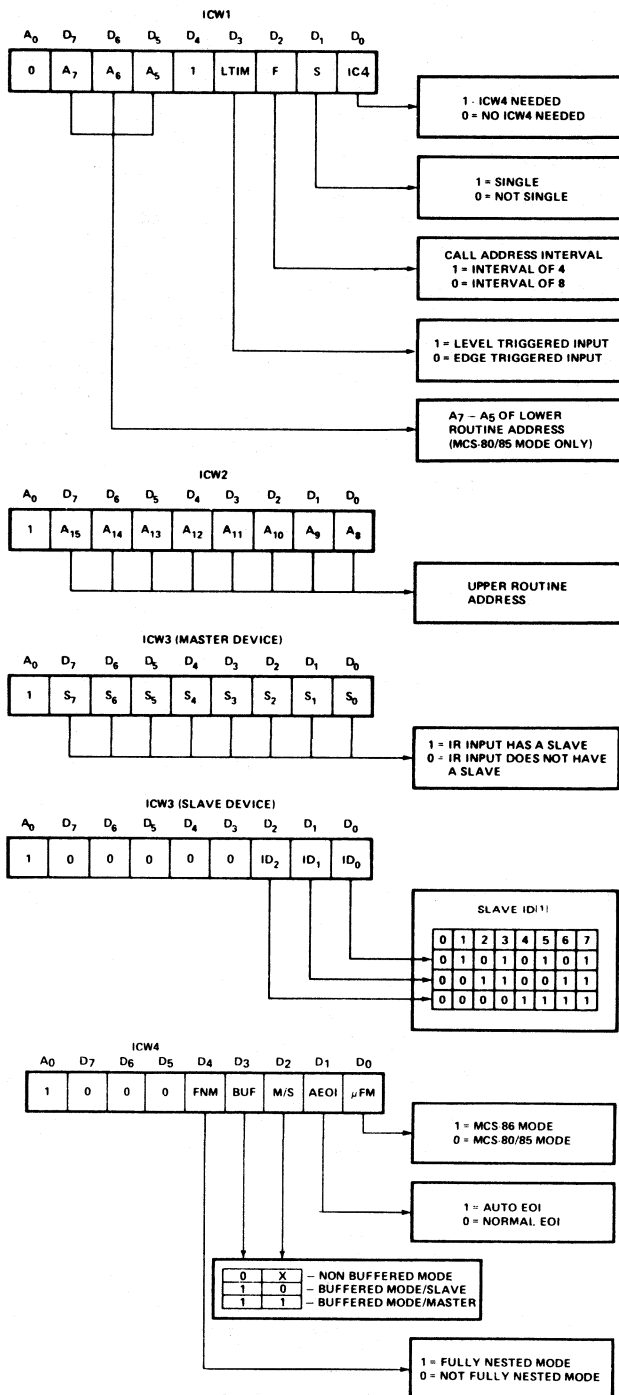 ICW1
A0 D7 D6 D5 D4 D3 D2 D1 D0
0 A7 A6 A5 1 LTIM F S IC4
1 - ICW4 NEEDED
0 = NO ICW4 NEEDED
1 = SINGLE
0 = NOT SINGLE
CALL ADDRESS INTERVAL
1 = INTERVAL OF 4
0 = INTERVAL OF 8
1 = LEVEL TRIGGERED INPUT
0 = EDGE TRIGGERED INPUT
A7 – A5 OF LOWER
ROUTINE ADDRESS
(MCS-80/85 MODE ONLY)
ICW2
A0 D7 D6 D5 D4 D3 D2 D1 D0
1 A15 A14 A13 A12 A11 A10 A9 A8
UPPER ROUTINE
ADDRESS
ICW3 (MASTER DEVICE)
A0 D7 D6 D5 D4 D3 D2 D1 D0
1 S7 S6 S5 S4 S3 S2 S1 S0
1 = IR INPUT HAS A SLAVE
0 = IR INPUT DOES NOT HAVE
A SLAVE
ICW3 (SLAVE DEVICE)
A0 D7 D6 D5 D4 D3 D2 D1 D0
1 0 0 0 0 0 ID2 ID1 ID0
SLAVE ID[1]
0 1 2 3 4 5 6 7
0 1 0 1 0 1 0 1
0 0 1 1 0 0 1 1
0 0 0 0 1 1 1 1
ICW4
A0 D7 D6 D5 D4 D3 D2 D1 D0
1 0 0 0 FNM BUF M/S AEOI μFM
1 = MCS-86 MODE
0 = MCS-80/85 MODE
1 = AUTO EOI
0 = NORMAL EOI
0 X – NON BUFFERED MODE
1 0 – BUFFERED MODE/SLAVE
1 1 – BUFFERED MODE/MASTER
1 = FULLY NESTED MODE
0 = NOT FULLY NESTED MODE